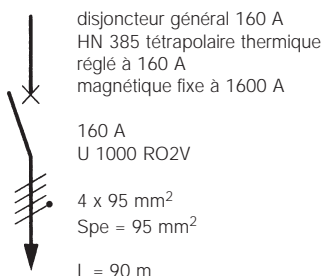 disjoncteur général 160 A
HN 385 tétrapolaire thermique
réglé à 160 A
magnétique fixe à 1600 A
160 A
U 1000 RO2V
4 x 95 mm²
Spe = 95 mm²
L = 90 m